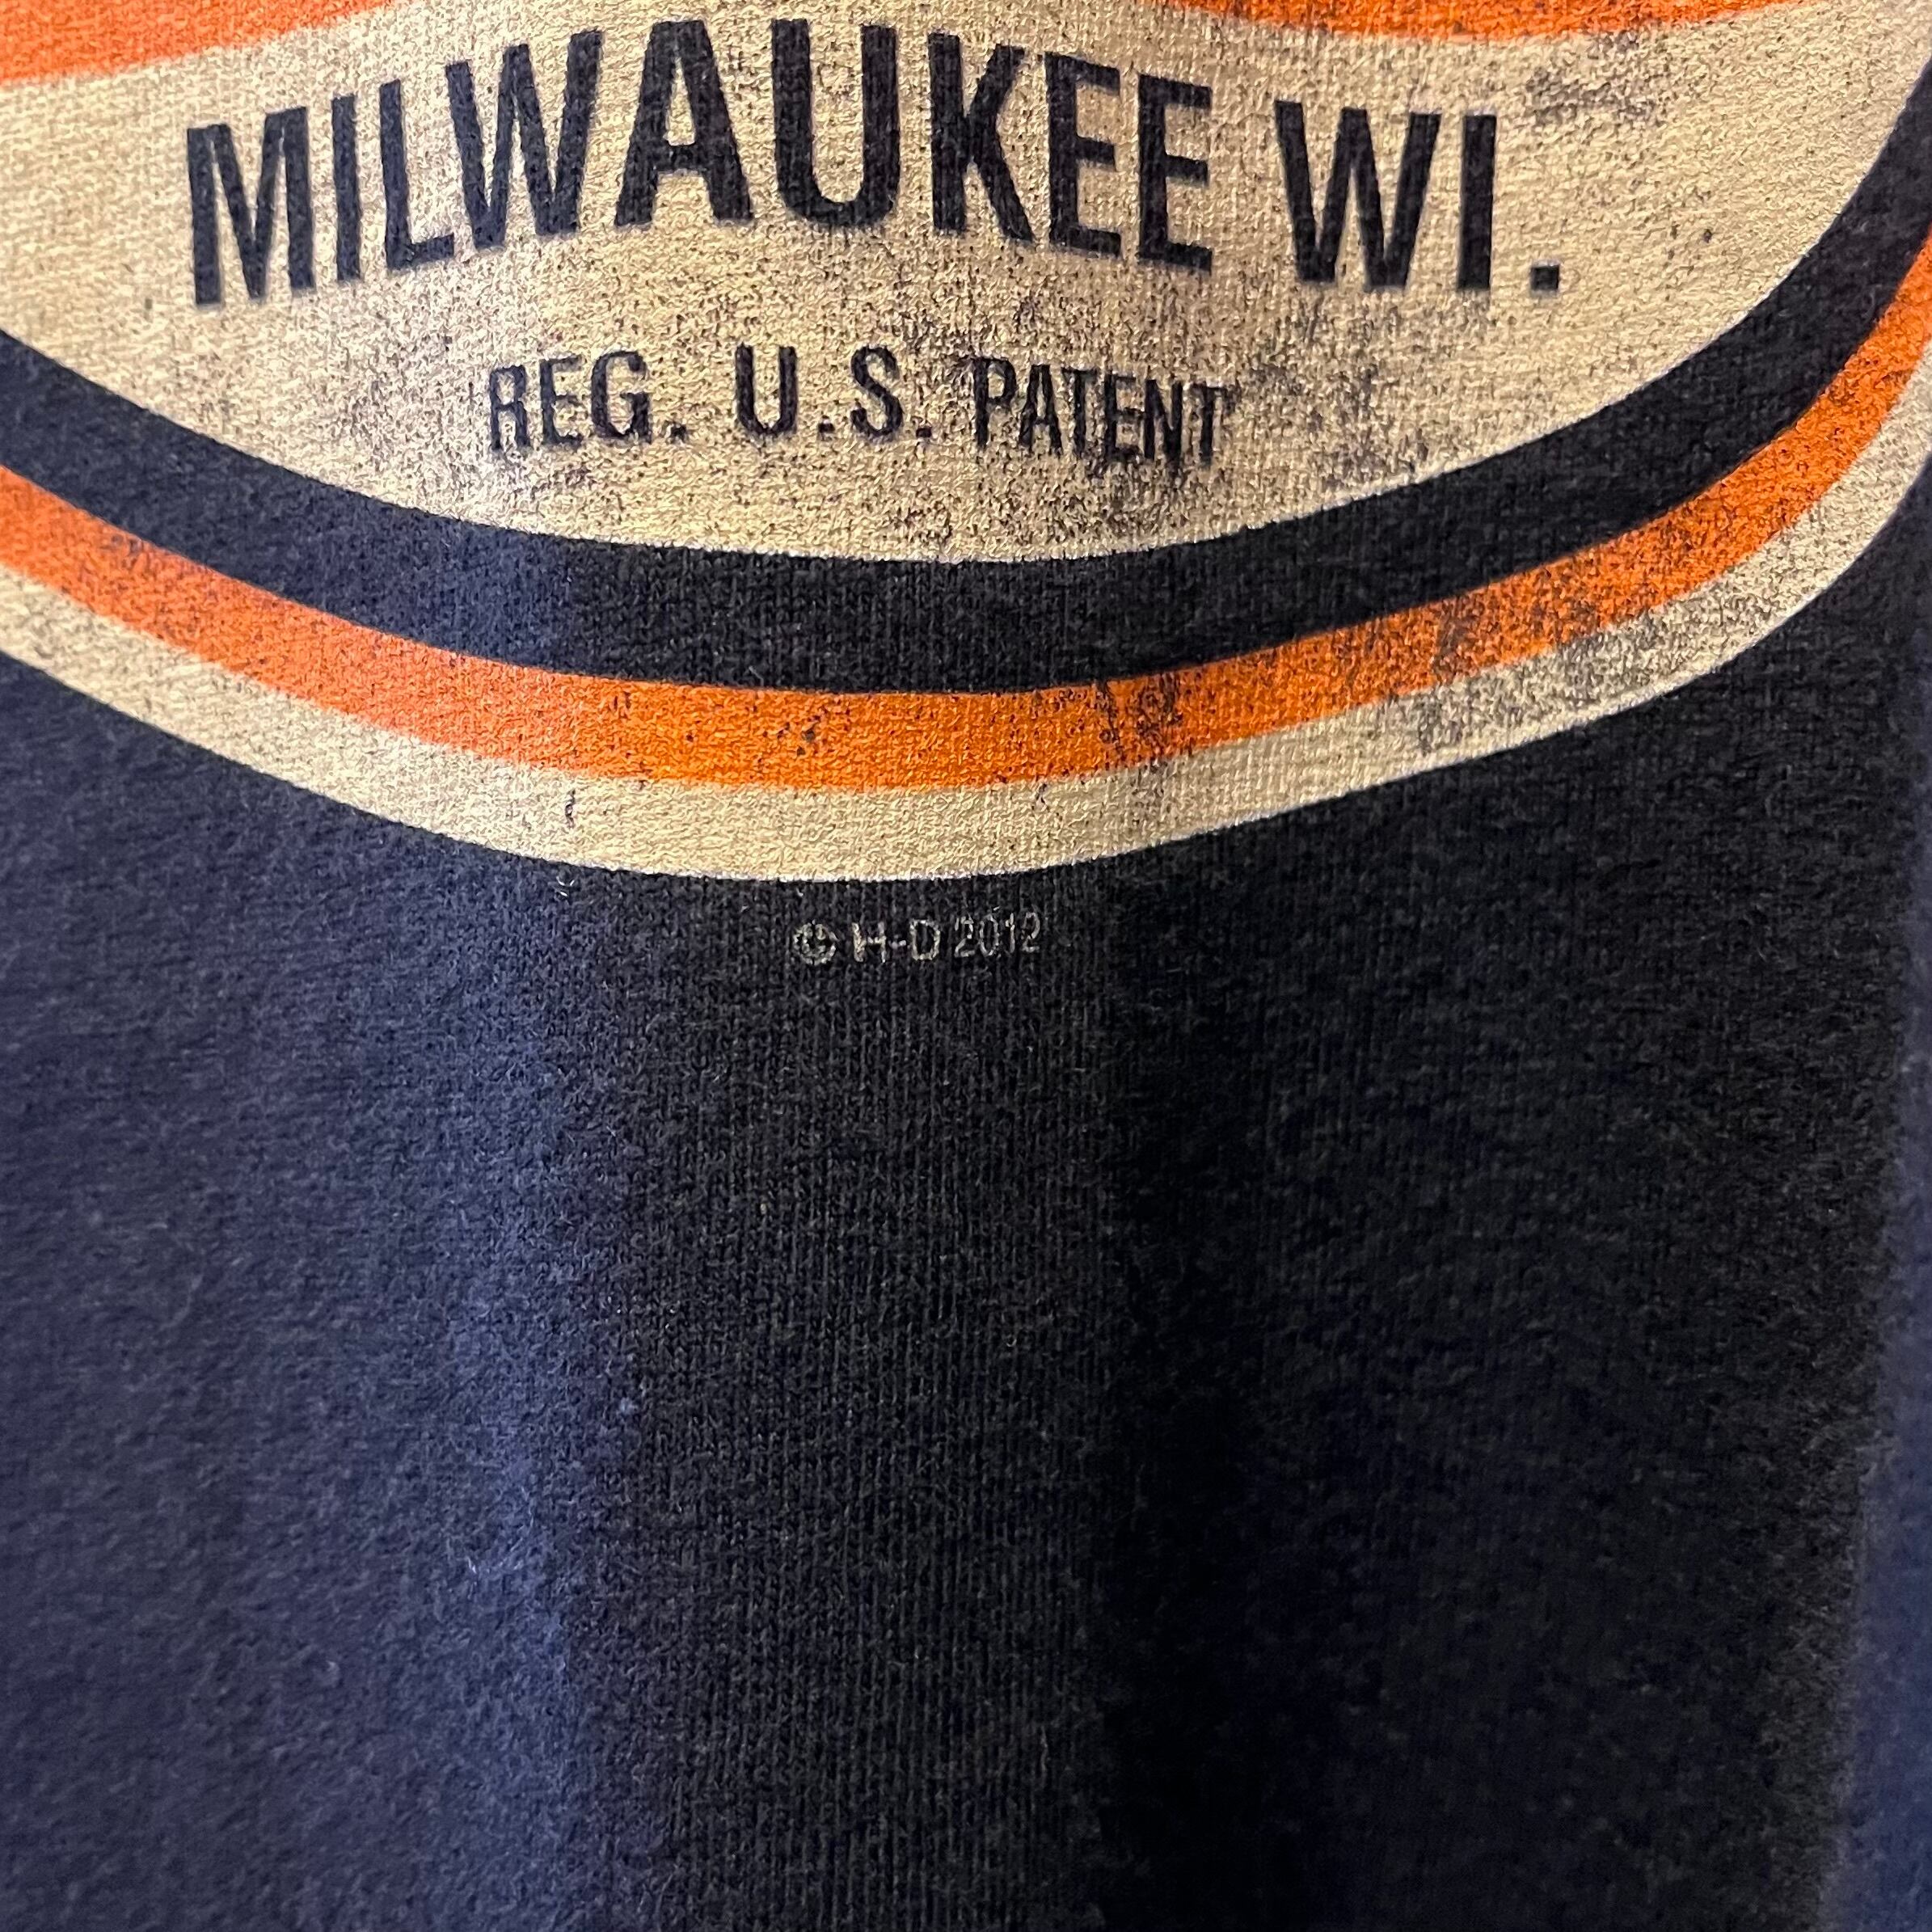 MILWAUKEE WI.
REG. U.S. PATENT
© H-D 2012